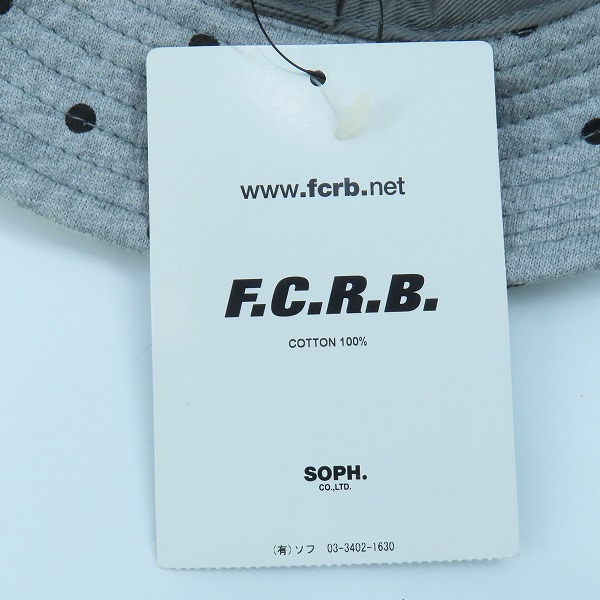 www.fcrb.net
F.C.R.B.
COTTON 100%
SOPH.
CO.,LTD.
(有)ソフ 03-3402-1630